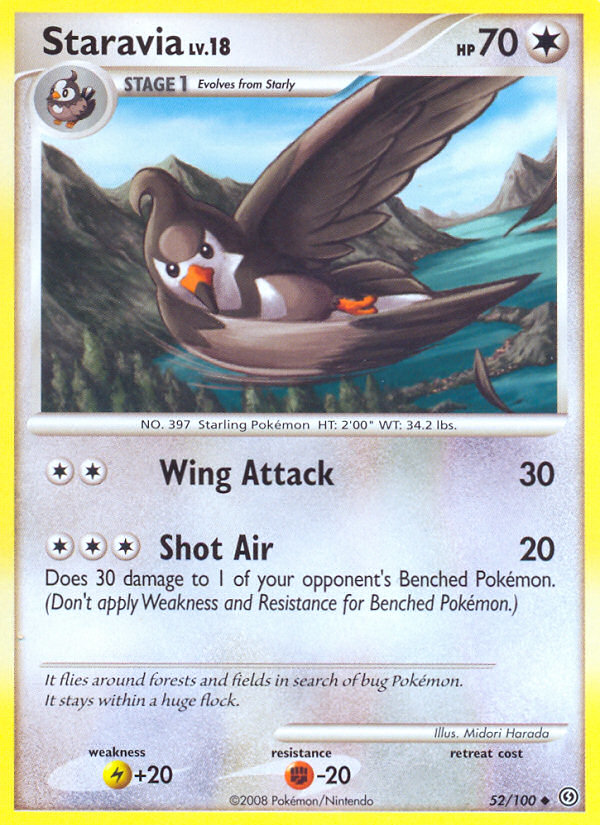 Staravia LV.18
HP 70
STAGE 1 Evolves from Starly
NO. 397 Starling Pokémon HT: 2'00" WT: 34.2 lbs.
Wing Attack 30
Shot Air 20
Does 30 damage to 1 of your opponent's Benched Pokémon.
(Don't apply Weakness and Resistance for Benched Pokémon.)
It flies around forests and fields in search of bug Pokémon.
It stays within a huge flock.
Illus. Midori Harada
weakness resistance retreat cost
+20 -20
©2008 Pokémon/Nintendo 52/100